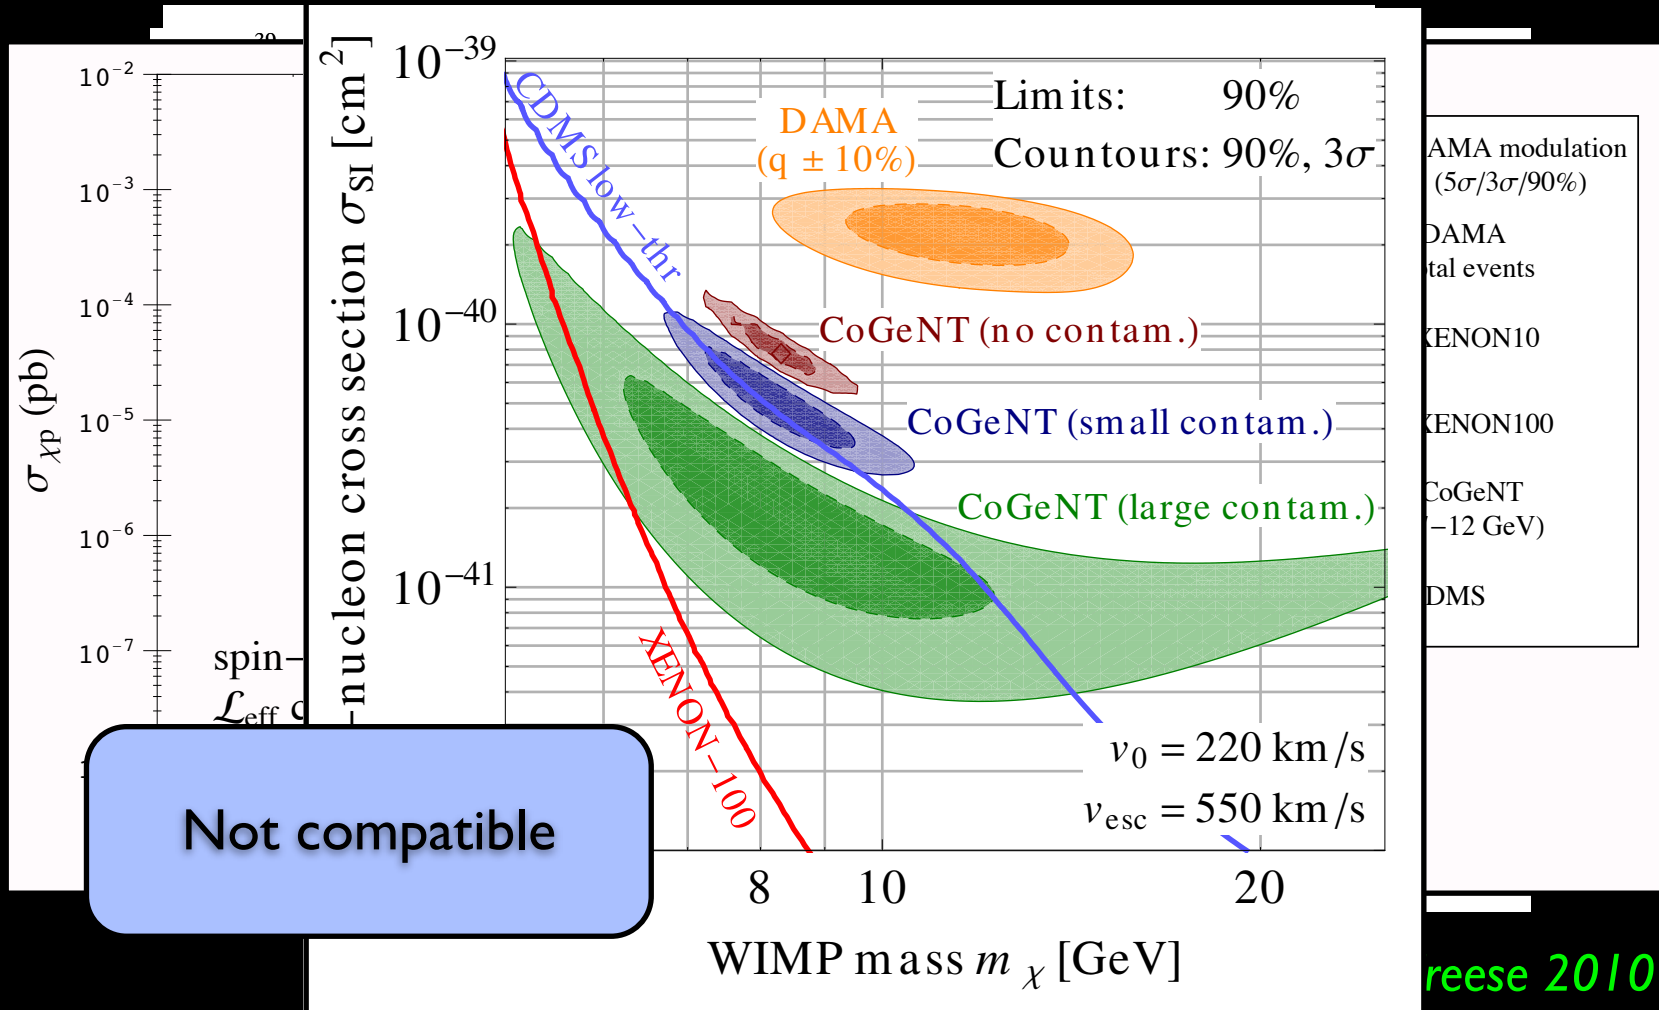 10−2
10−3
10−4
10−5
10−6
10−7
σχp (pb)
spin−
ℒeff
-nucleon cross section σSI [cm2]
10−39
10−40
10−41
CDMS low−thr
DAMA
(q ± 10%)
Limits: 90%
Countours: 90%, 3σ
CoGeNT (no contam.)
CoGeNT (small contam.)
CoGeNT (large contam.)
XENON−100
v0 = 220 km/s
vesc = 550 km/s
8 10 20
WIMP mass mχ [GeV]
Not compatible
AMA modulation
(5σ/3σ/90%)
DAMA
tal events
XENON10
XENON100
CoGeNT
−12 GeV)
DMS
reese 2010